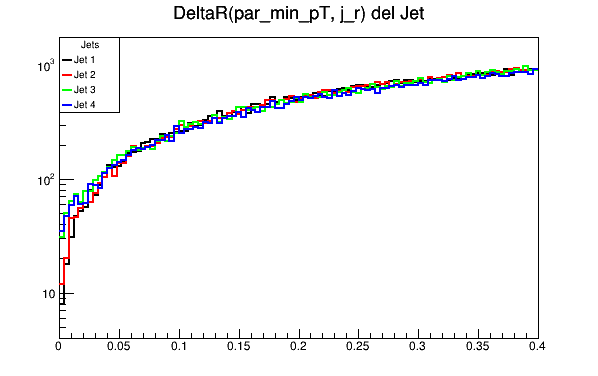 DeltaR(par_min_pT, j_r) del Jet
Jets
Jet 1
Jet 2
Jet 3
Jet 4
10³
10²
10
0 0.05 0.1 0.15 0.2 0.25 0.3 0.35 0.4